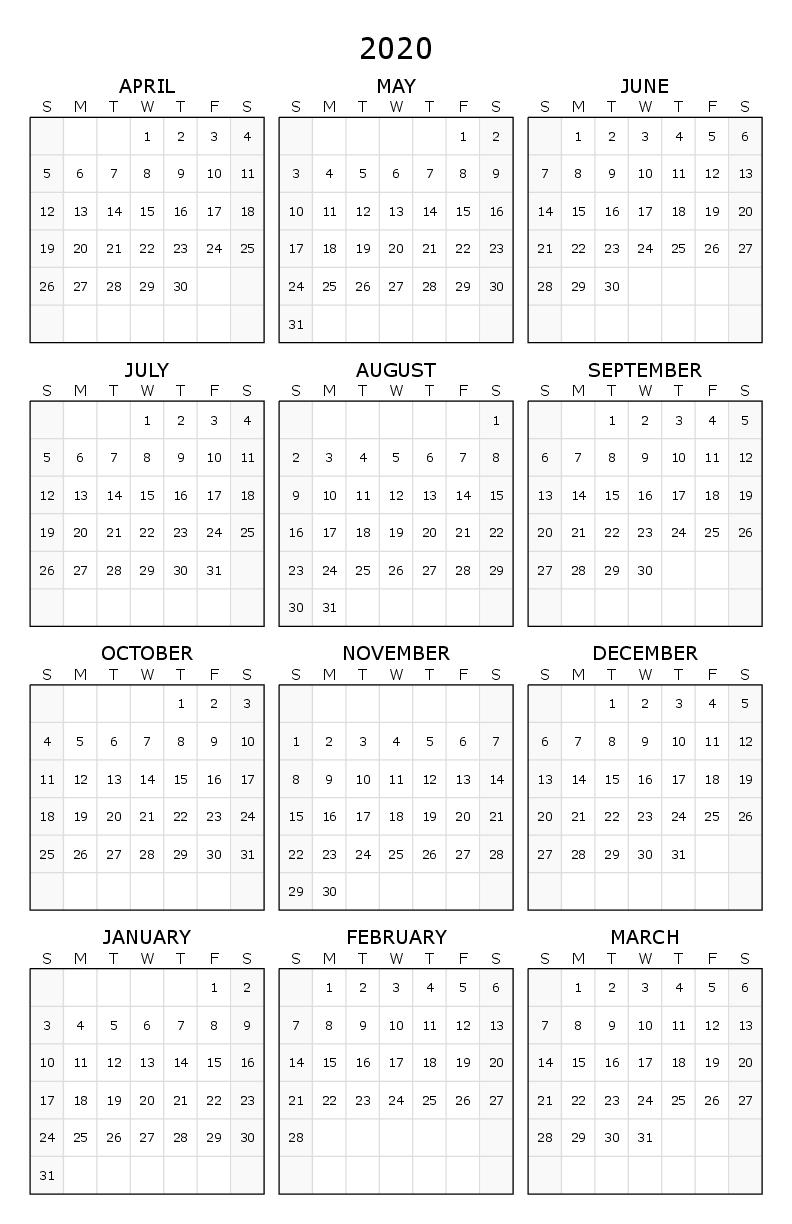 2020
APRIL MAY JUNE
S M T W T F S S M T W T F S S M T W T F S
1 2 3 4 1 2 1 2 3 4 5 6
5 6 7 8 9 10 11 3 4 5 6 7 8 9 7 8 9 10 11 12 13
12 13 14 15 16 17 18 10 11 12 13 14 15 16 14 15 16 17 18 19 20
19 20 21 22 23 24 25 17 18 19 20 21 22 23 21 22 23 24 25 26 27
26 27 28 29 30 24 25 26 27 28 29 30 28 29 30
31
JULY AUGUST SEPTEMBER
S M T W T F S S M T W T F S S M T W T F S
1 2 3 4 1 1 2 3 4 5
5 6 7 8 9 10 11 2 3 4 5 6 7 8 6 7 8 9 10 11 12
12 13 14 15 16 17 18 9 10 11 12 13 14 15 13 14 15 16 17 18 19
19 20 21 22 23 24 25 16 17 18 19 20 21 22 20 21 22 23 24 25 26
26 27 28 29 30 31 23 24 25 26 27 28 29 27 28 29 30
30 31
OCTOBER NOVEMBER DECEMBER
S M T W T F S S M T W T F S S M T W T F S
1 2 3 1 2 3 4 5
4 5 6 7 8 9 10 1 2 3 4 5 6 7 6 7 8 9 10 11 12
11 12 13 14 15 16 17 8 9 10 11 12 13 14 13 14 15 16 17 18 19
18 19 20 21 22 23 24 15 16 17 18 19 20 21 20 21 22 23 24 25 26
25 26 27 28 29 30 31 22 23 24 25 26 27 28 27 28 29 30 31
29 30
JANUARY FEBRUARY MARCH
S M T W T F S S M T W T F S S M T W T F S
1 2 1 2 3 4 5 6 1 2 3 4 5 6
3 4 5 6 7 8 9 7 8 9 10 11 12 13 7 8 9 10 11 12 13
10 11 12 13 14 15 16 14 15 16 17 18 19 20 14 15 16 17 18 19 20
17 18 19 20 21 22 23 21 22 23 24 25 26 27 21 22 23 24 25 26 27
24 25 26 27 28 29 30 28 28 29 30 31
31